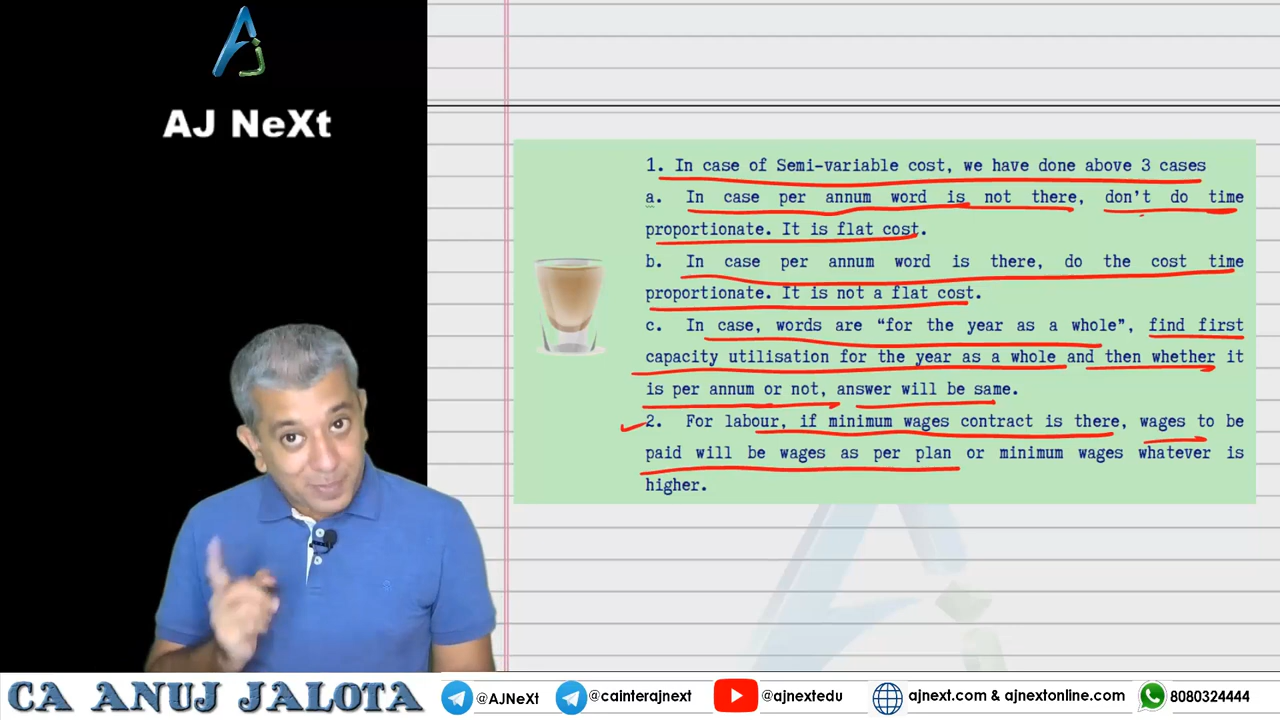 AJ NeXt
1. In case of Semi-variable cost, we have done above 3 cases
a. In case per annum word is not there, don't do time
proportionate. It is flat cost.
b. In case per annum word is there, do the cost time
proportionate. It is not a flat cost.
c. In case, words are “for the year as a whole”, find first
capacity utilisation for the year as a whole and then whether it
is per annum or not, answer will be same.
2. For labour, if minimum wages contract is there, wages to be
paid will be wages as per plan or minimum wages whatever is
higher.
CA ANUJ JALOTA @AJNeXt @cainterajnext @ajnextedu ajnext.com & ajnextonline.com 8080324444